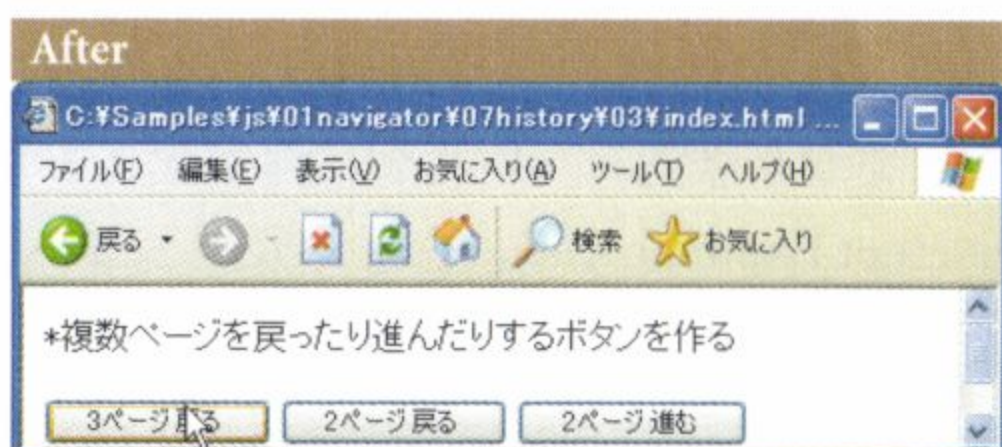 After
C:¥Samples¥js¥01navigator¥07history¥03¥index.html ...
ファイル(F) 編集(E) 表示(V) お気に入り(A) ツール(T) ヘルプ(H)
戻る 検索 お気に入り
*複数ページを戻ったり進んだりするボタンを作る
3ページ戻る 2ページ戻る 2ページ進む